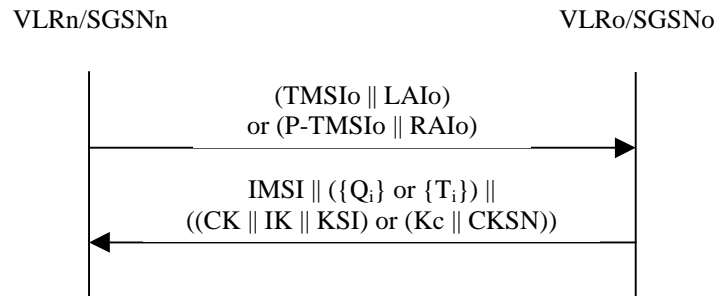 VLRn/SGSNn
VLRo/SGSNo
(TMSIo || LAIo)
or (P-TMSIo || RAIo)
IMSI || ({Qi} or {Ti}) ||
((CK || IK || KSI) or (Kc || CKSN))